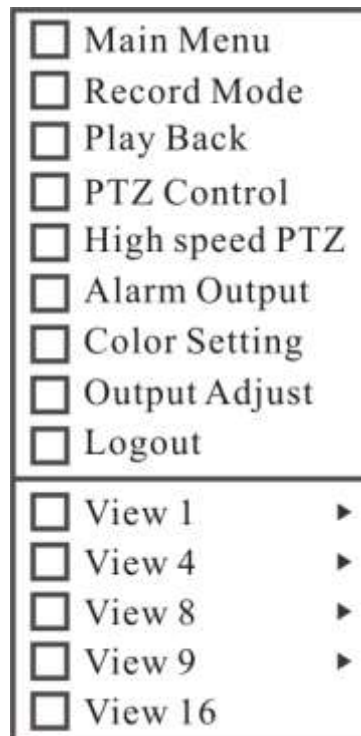 Main Menu
Record Mode
Play Back
PTZ Control
High speed PTZ
Alarm Output
Color Setting
Output Adjust
Logout
View 1
View 4
View 8
View 9
View 16